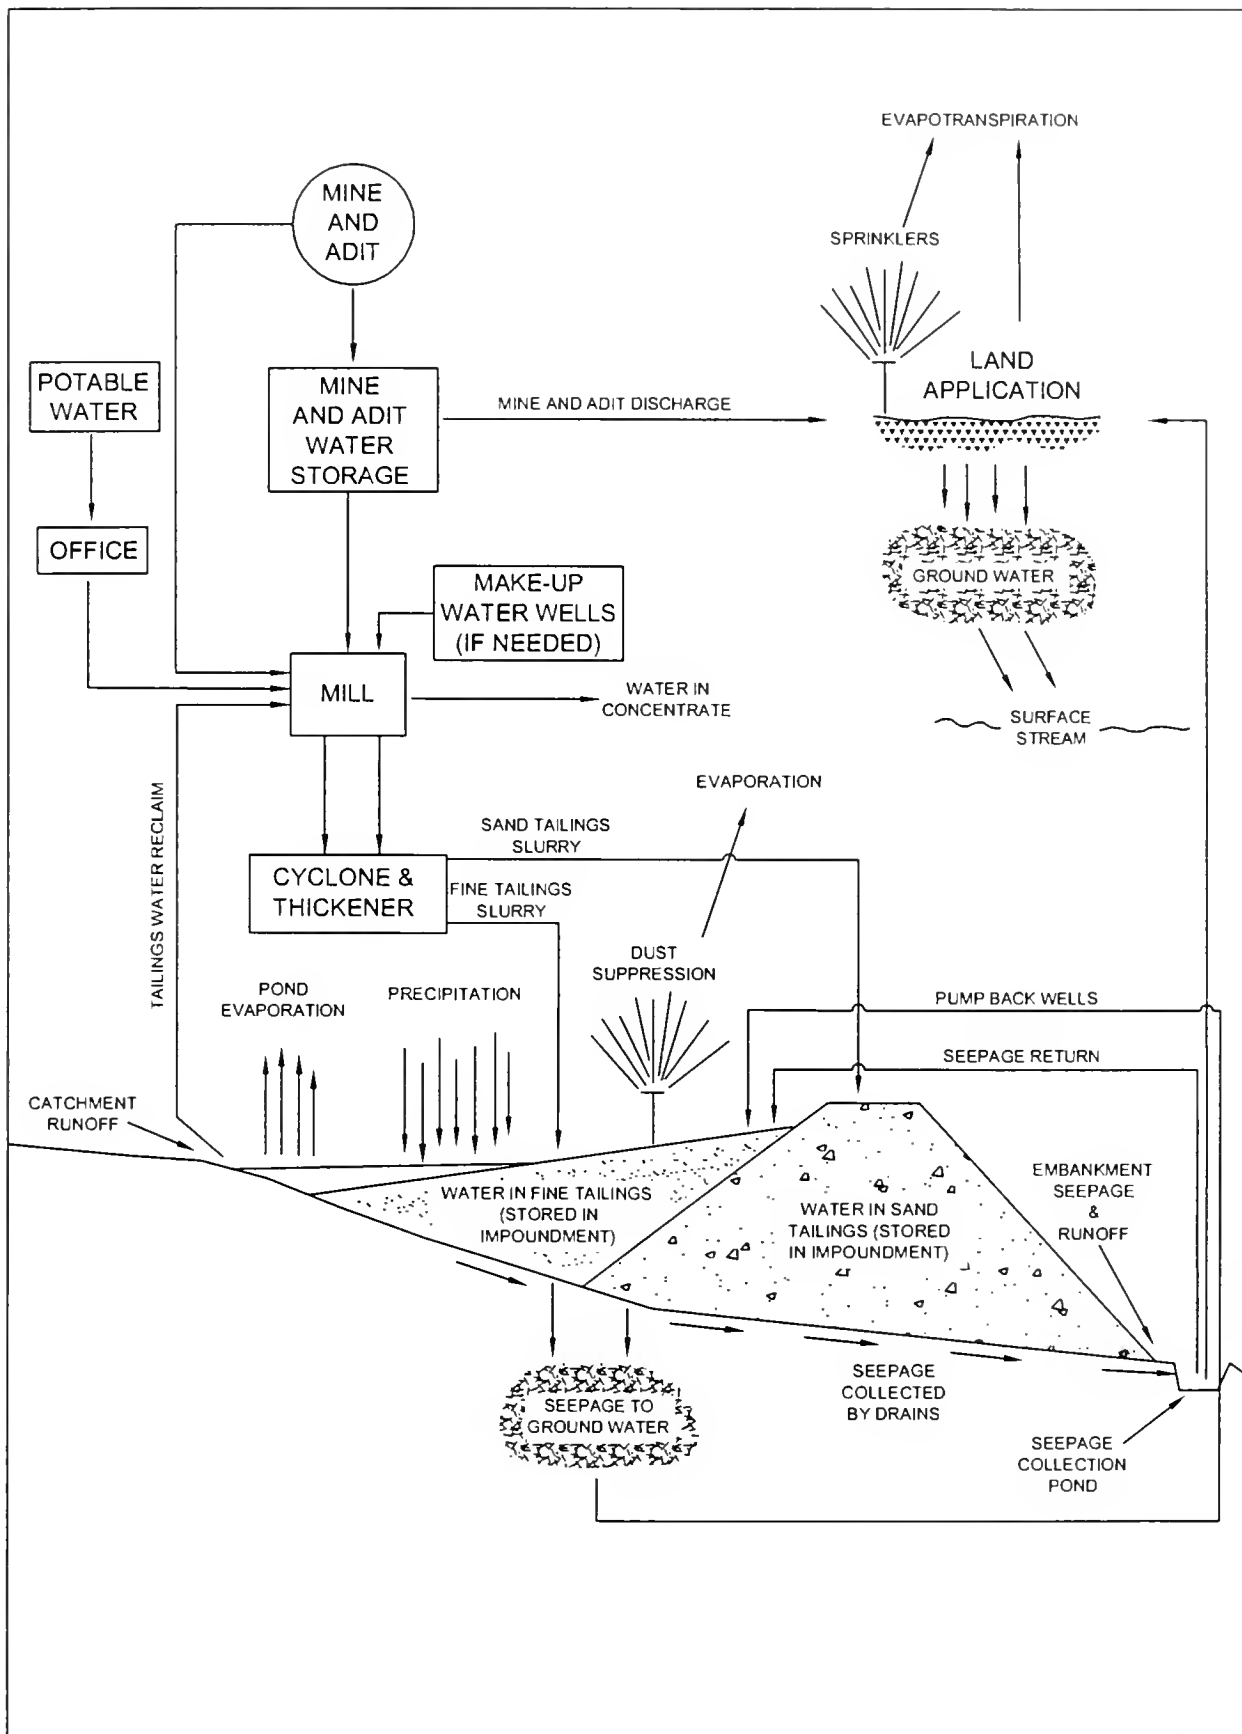 EVAPOTRANSPIRATION
MINE
AND
ADIT
SPRINKLERS
POTABLE
WATER
MINE
AND ADIT
WATER
STORAGE
MINE AND ADIT DISCHARGE
LAND
APPLICATION
OFFICE
MAKE-UP
WATER WELLS
(IF NEEDED)
GROUND WATER
MILL
WATER IN
CONCENTRATE
SURFACE
STREAM
EVAPORATION
TAILINGS WATER RECLAIM
SAND TAILINGS
SLURRY
CYCLONE &
THICKENER
FINE TAILINGS
SLURRY
DUST
SUPPRESSION
POND
EVAPORATION
PRECIPITATION
PUMP BACK WELLS
SEEPAGE RETURN
CATCHMENT
RUNOFF
WATER IN FINE TAILINGS
(STORED IN
IMPOUNDMENT)
WATER IN SAND
TAILINGS (STORED
IN IMPOUNDMENT)
EMBANKMENT
SEEPAGE
&
RUNOFF
SEEPAGE
COLLECTED
BY DRAINS
SEEPAGE TO
GROUND WATER
SEEPAGE
COLLECTION
POND